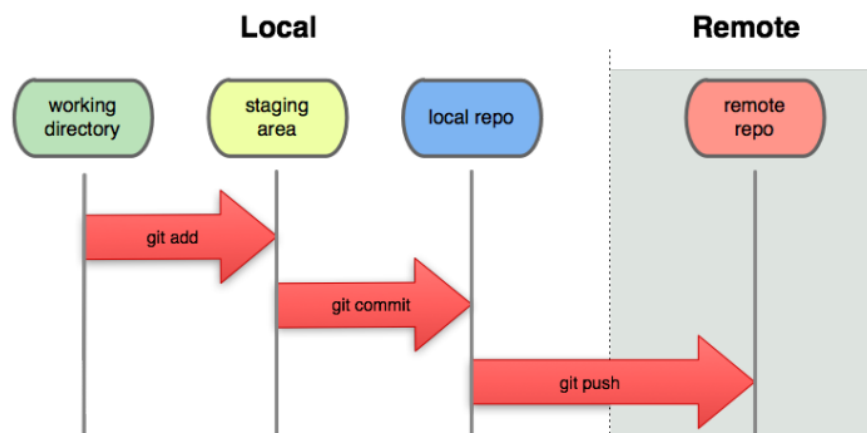 Local
Remote
working
directory
staging
area
local repo
remote
repo
git add
git commit
git push